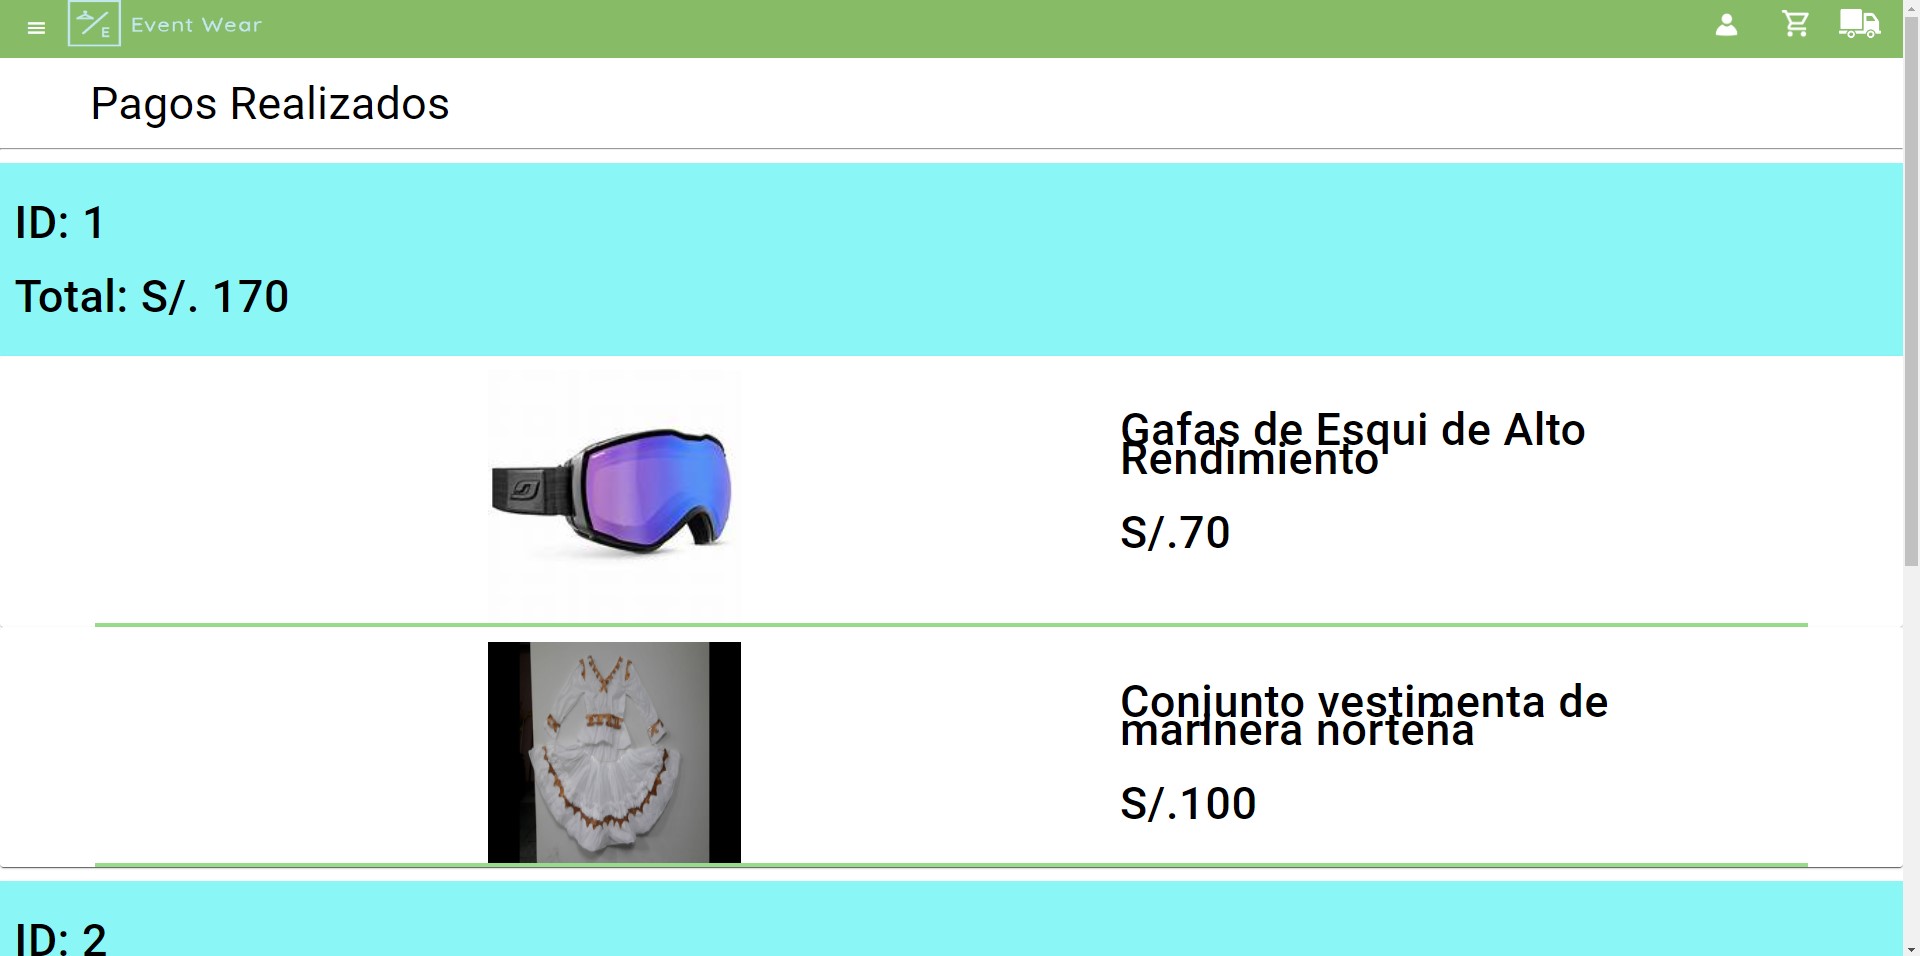 E
Event Wear
Pagos Realizados
ID: 1
Total: S/. 170
Gafas de Esqui de Alto
Rendimiento
S/.70
Conjunto vestimenta de
marinera norteña
S/.100
ID: 2